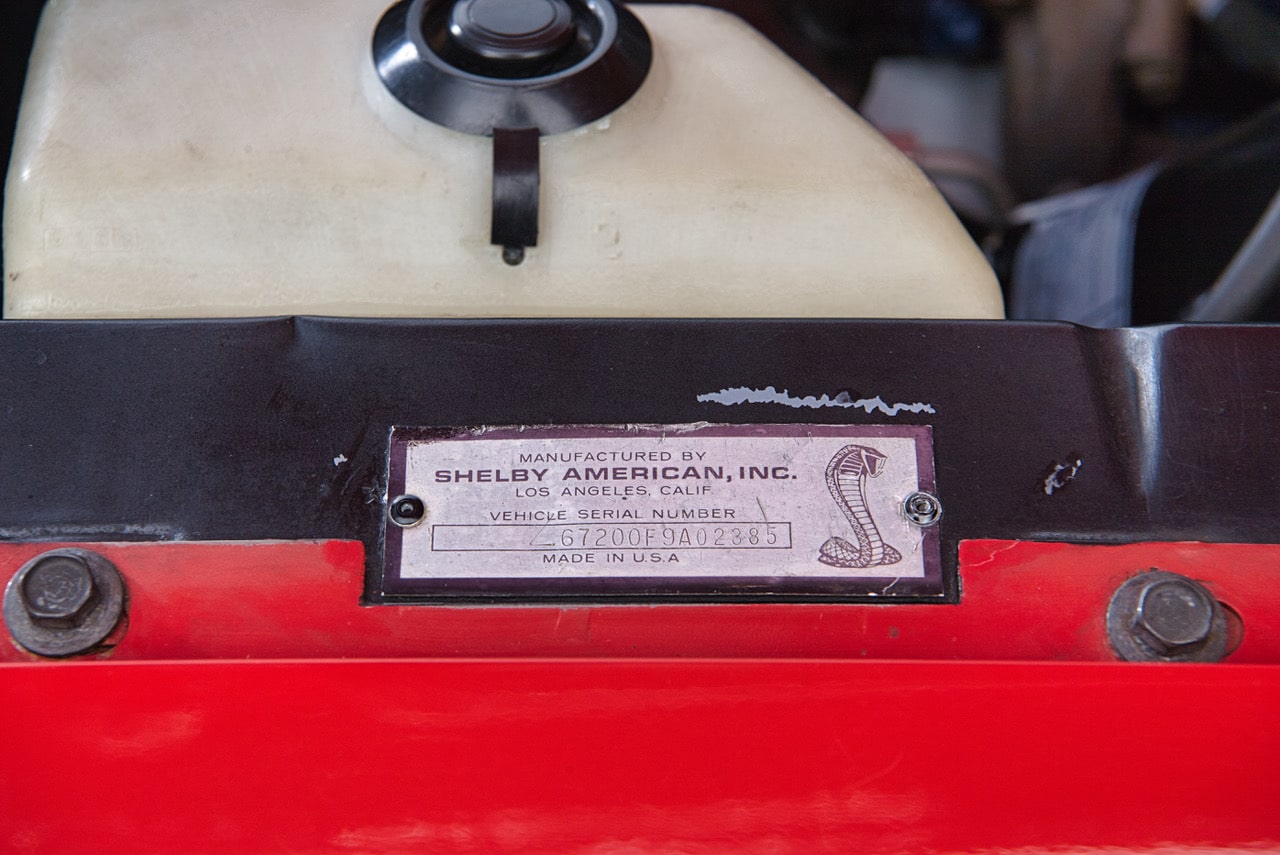 MANUFACTURED BY
SHELBY AMERICAN, INC.
LOS ANGELES, CALIF
VEHICLE SERIAL NUMBER
67200F9A02385
MADE IN U.S.A